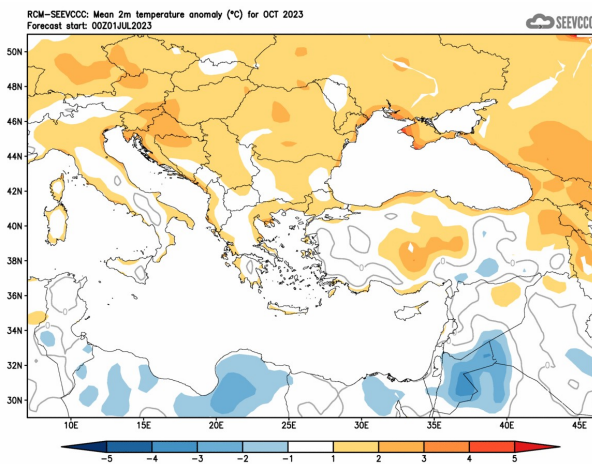 RCM-SEEVCCC: Mean 2m temperature anomaly (°C) for OCT 2023
Forecast start: 00Z01JUL2023
SEEVCCC
50N
48N
46N
44N
42N
40N
38N
36N
34N
32N
30N
10E 15E 20E 25E 30E 35E 40E 45E
-5 -4 -3 -2 -1 1 2 3 4 5